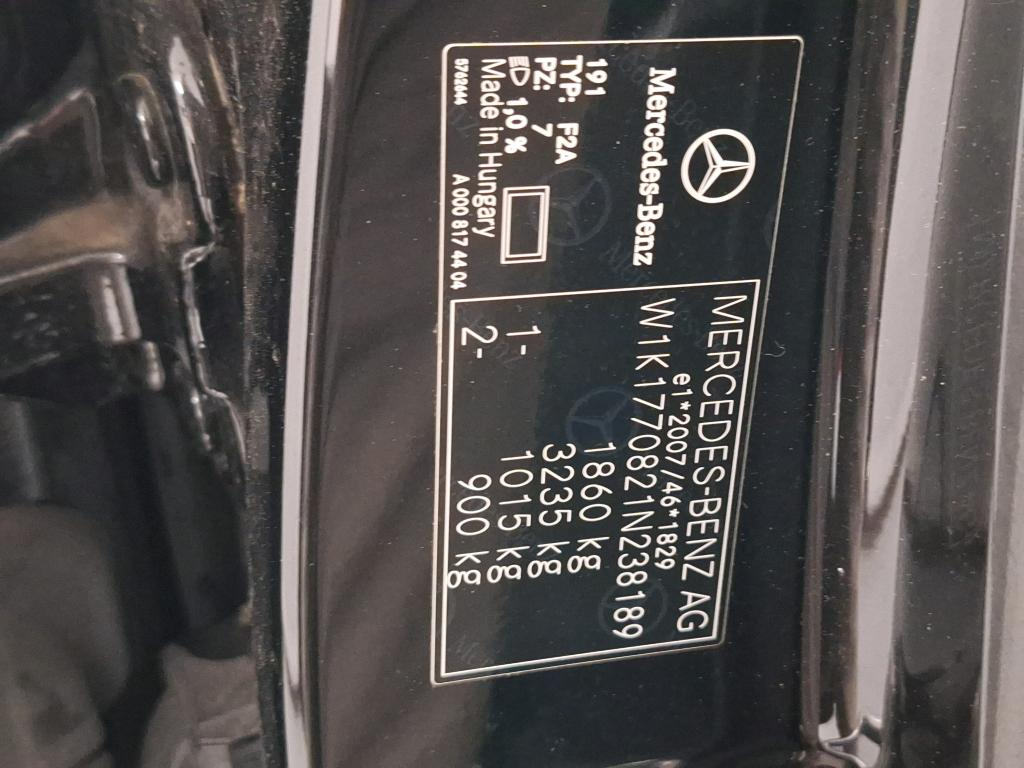 Mercedes-Benz
191
TYP: F2A
PZ: 7
1,0 %
Made in Hungary
5762644 A 000 817 44 04
MERCEDES-BENZ AG
e1*2007/46*1829
W1K1770821N238189
1860 kg
3235 kg
1- 1015 kg
2- 900 kg